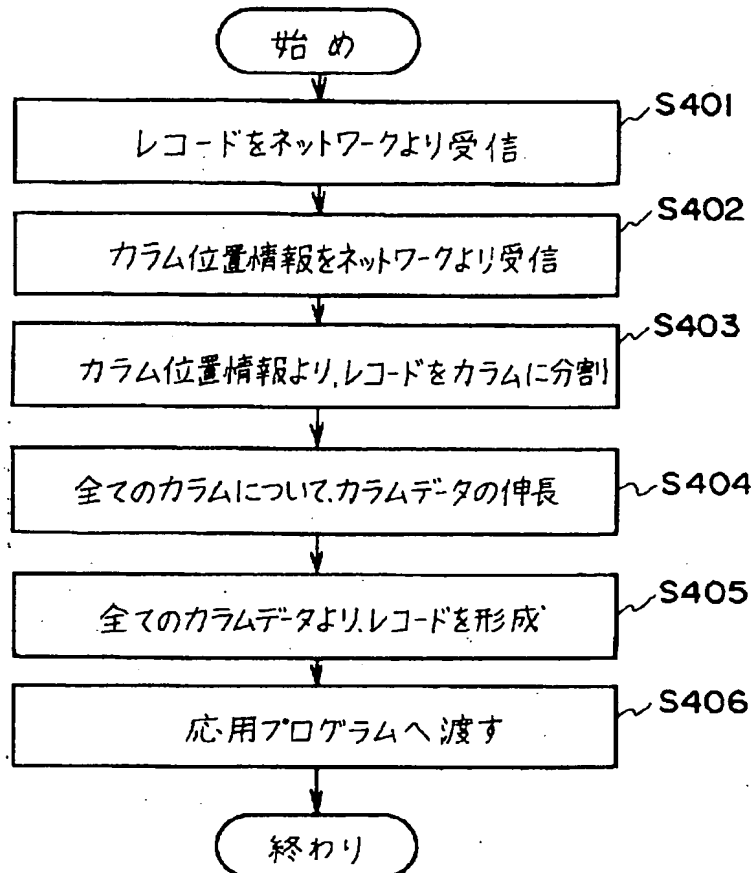 始め
S401
レコードをネットワークより受信
S402
カラム位置情報をネットワークより受信
S403
カラム位置情報より,レコードをカラムに分割
全てのカラムについて,カラムデータの伸長
S404
S405
全てのカラムデータより,レコードを形成
S406
応用プログラムへ渡す
終わり